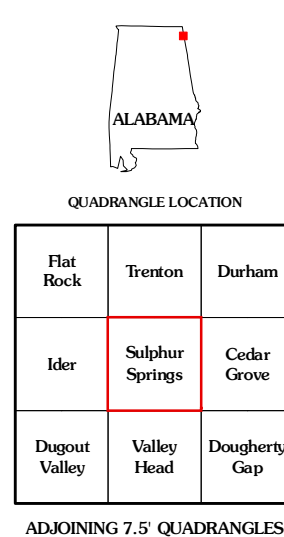 ALABAMA
QUADRANGLE LOCATION
Flat Rock
Trenton
Durham
Ider
Sulphur Springs
Cedar Grove
Dugout Valley
Valley Head
Dougherty Gap
ADJOINING 7.5' QUADRANGLES